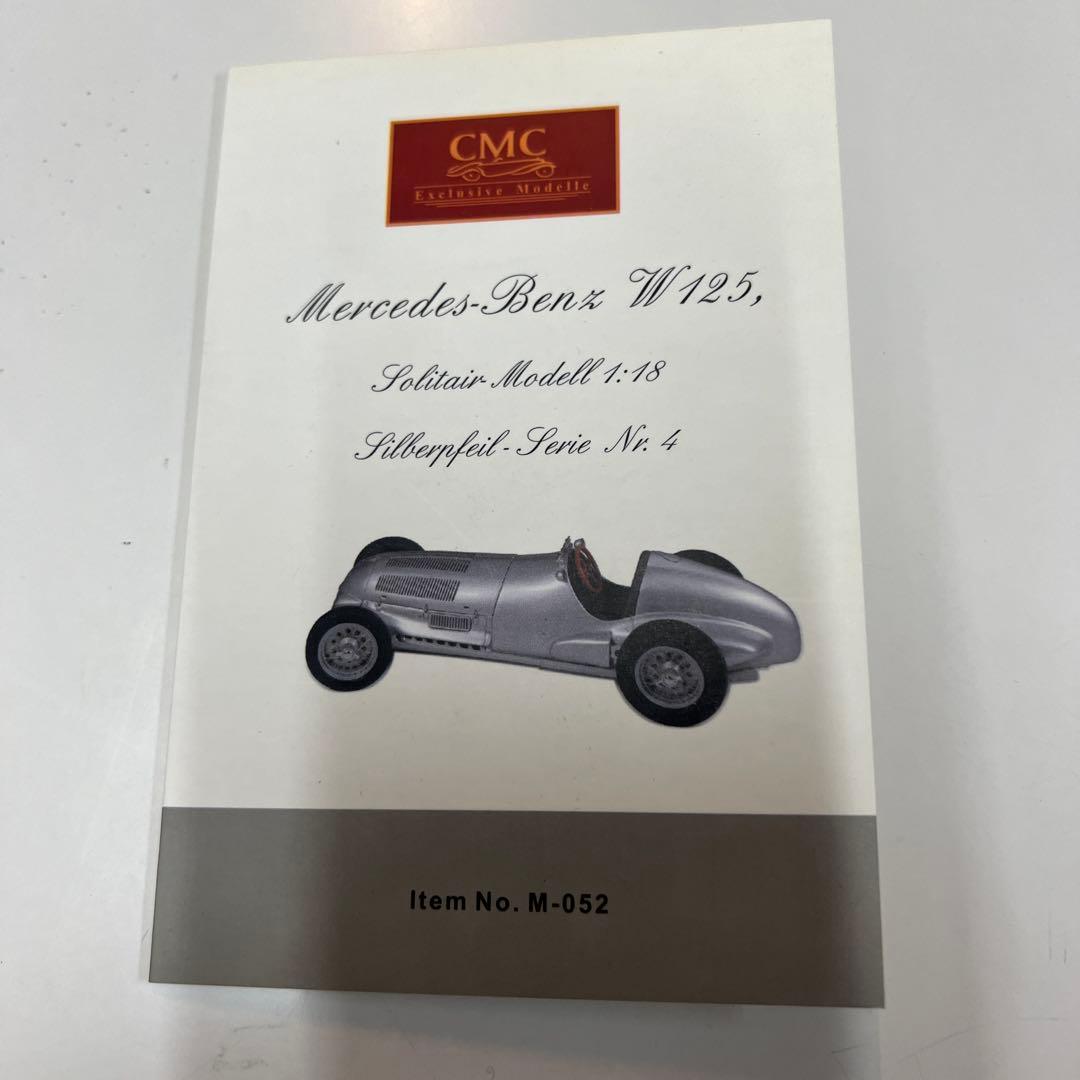 CMC
Exclusive Modelle
Mercedes-Benz W125,
Solitair-Modell 1:18
Silberpfeil-Serie Nr. 4
Item No. M-052